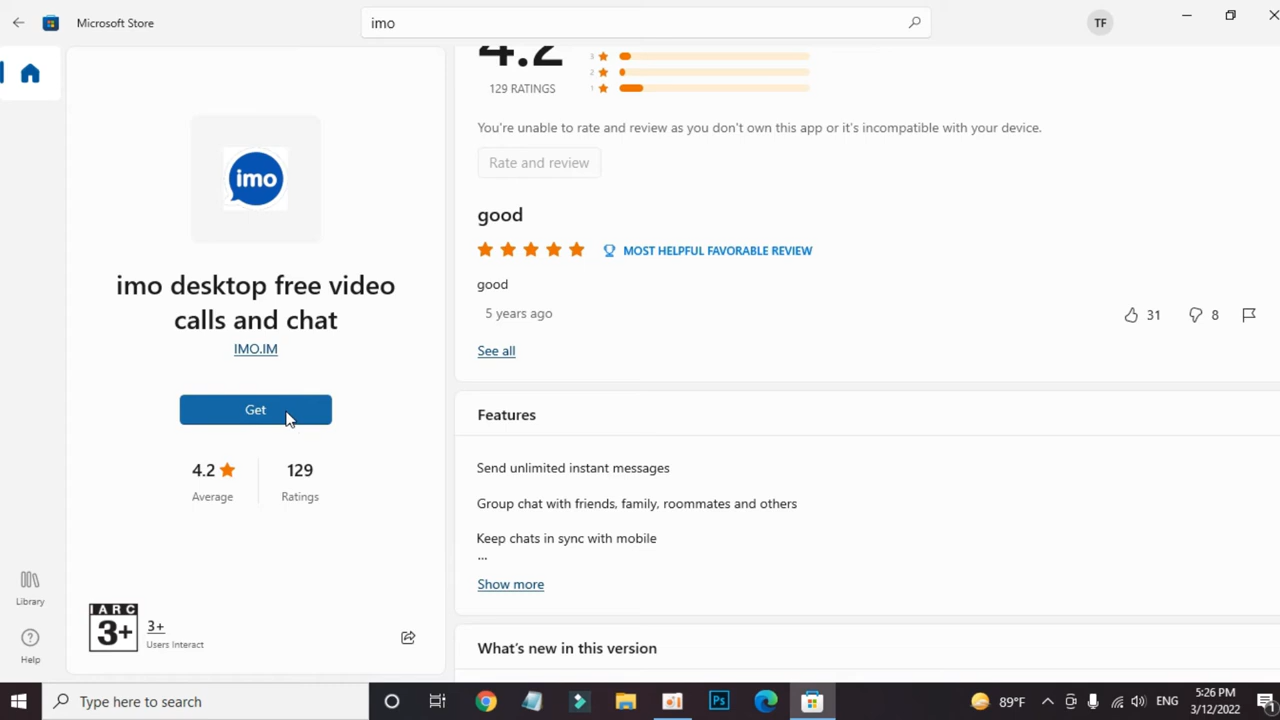 Microsoft Store
imo
TF
imo
imo desktop free video
calls and chat
IMO.IM
Get
4.2
Average
129
Ratings
IARC
3+
3+
Users Interact
Library
Help
4.2
129 RATINGS
3
2
1
You're unable to rate and review as you don't own this app or it's incompatible with your device.
Rate and review
good
MOST HELPFUL FAVORABLE REVIEW
good
5 years ago
31
8
See all
Features
Send unlimited instant messages
Group chat with friends, family, roommates and others
Keep chats in sync with mobile
...
Show more
What's new in this version
Type here to search
Ps
89°F
ENG
5:26 PM
3/12/2022
1